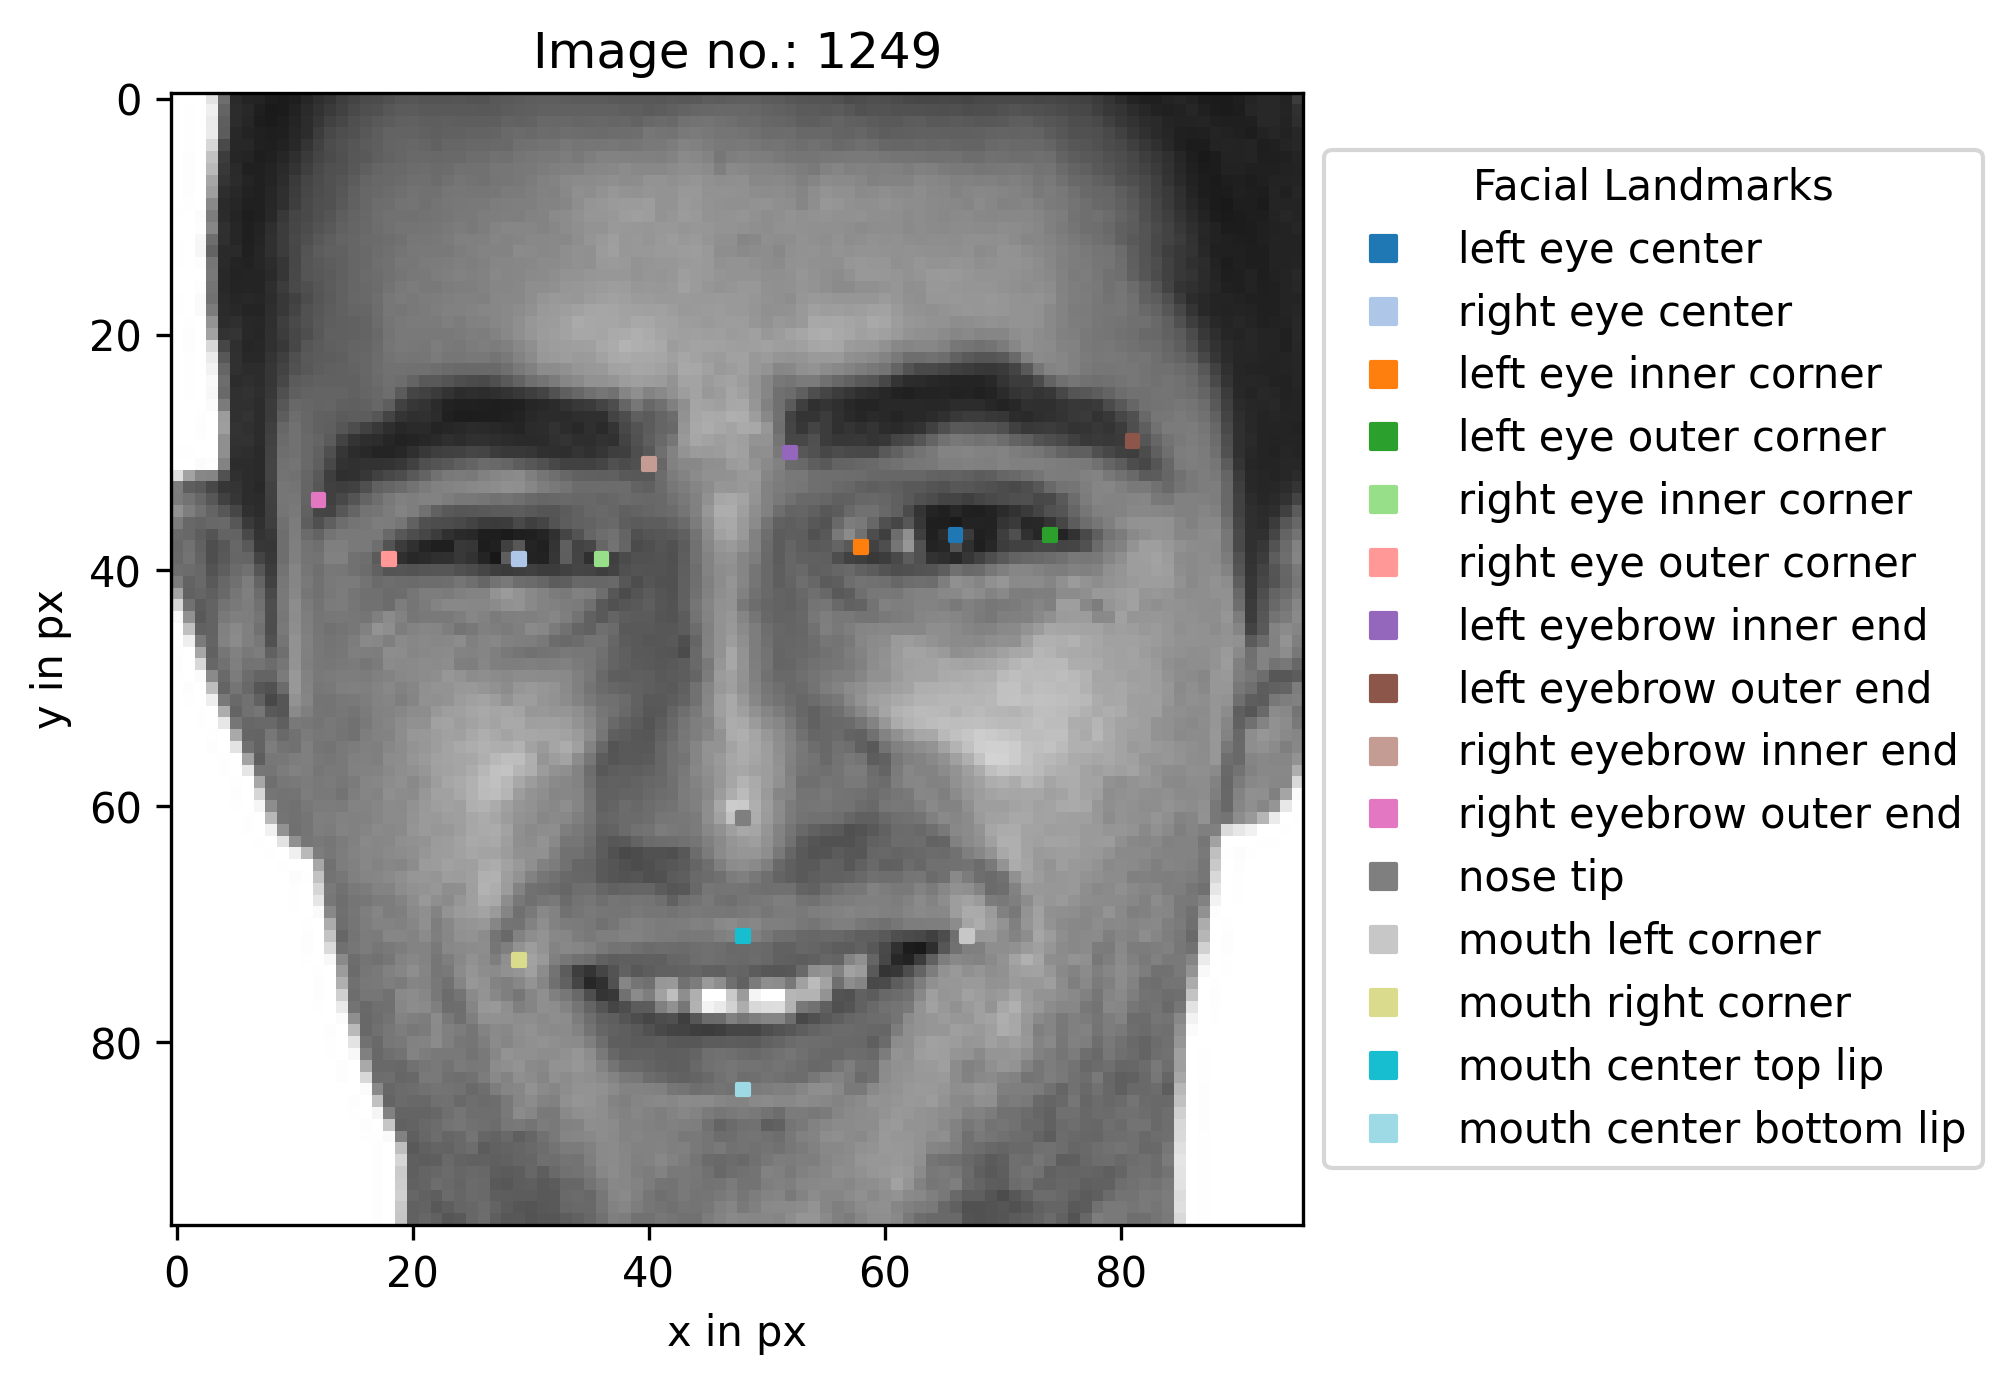 Image no.: 1249
0
20
40
60
80
y in px
0 20 40 60 80
x in px
Facial Landmarks
left eye center
right eye center
left eye inner corner
left eye outer corner
right eye inner corner
right eye outer corner
left eyebrow inner end
left eyebrow outer end
right eyebrow inner end
right eyebrow outer end
nose tip
mouth left corner
mouth right corner
mouth center top lip
mouth center bottom lip